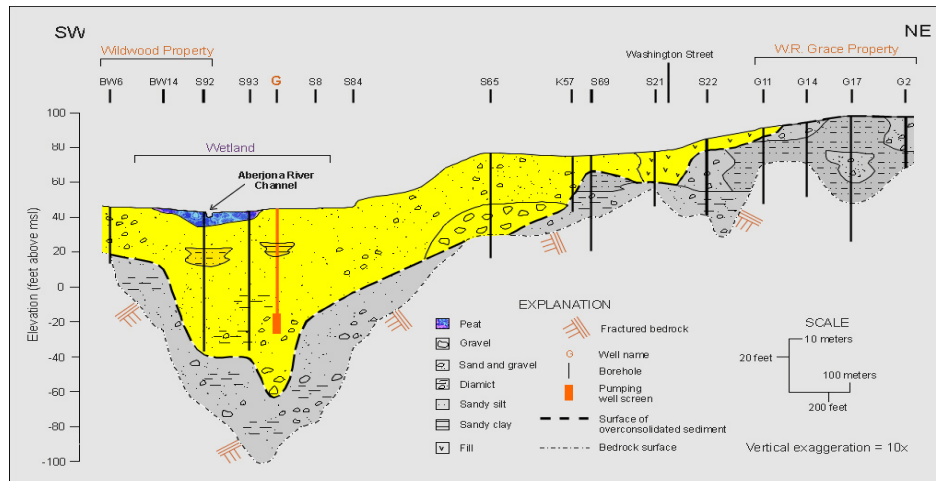 SW
NE
Wildwood Property
W.R. Grace Property
Washington Street
BW6 BW14 S92 S93 G S8 S84 S65 K57 S69 S21 S22 G11 G14 G17 G2
Wetland
Aberjona River
Channel
Elevation (feet above msl)
100
80
60
40
20
0
-20
-40
-60
-80
-100
EXPLANATION
Peat
Gravel
Sand and gravel
Diamict
Sandy silt
Sandy clay
Fill
Fractured bedrock
G Well name
Borehole
Pumping
well screen
Surface of
overconsolidated sediment
Bedrock surface
SCALE
10 meters
20 feet
100 meters
200 feet
Vertical exaggeration = 10x